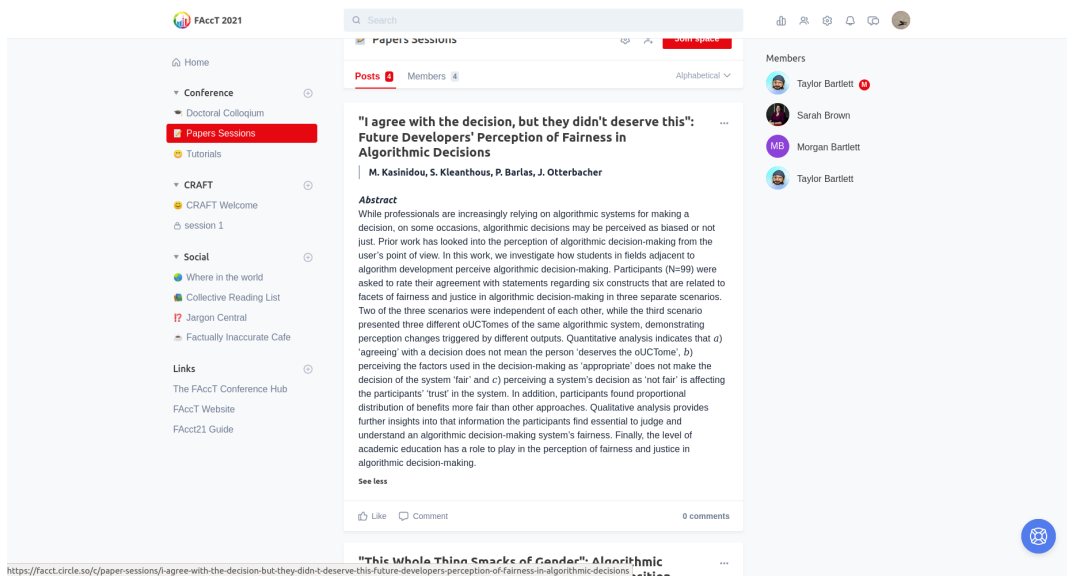 FAccT 2021
Search
Home
Conference
Doctoral Colloqium
Papers Sessions
Tutorials
CRAFT
CRAFT Welcome
session 1
Social
Where in the world
Collective Reading List
Jargon Central
Factually Inaccurate Cafe
Links
The FAccT Conference Hub
FAccT Website
FAcct21 Guide
Papers Sessions
Join space
Posts 4
Members 4
Alphabetical
"I agree with the decision, but they didn't deserve this":
Future Developers' Perception of Fairness in
Algorithmic Decisions
M. Kasinidou, S. Kleanthous, P. Barlas, J. Otterbacher
Abstract
While professionals are increasingly relying on algorithmic systems for making a
decision, on some occasions, algorithmic decisions may be perceived as biased or not
just. Prior work has looked into the perception of algorithmic decision-making from the
user's point of view. In this work, we investigate how students in fields adjacent to
algorithm development perceive algorithmic decision-making. Participants (N=99) were
asked to rate their agreement with statements regarding six constructs that are related to
facets of fairness and justice in algorithmic decision-making in three separate scenarios.
Two of the three scenarios were independent of each other, while the third scenario
presented three different oUCTomes of the same algorithmic system, demonstrating
perception changes triggered by different outputs. Quantitative analysis indicates that a)
‘agreeing’ with a decision does not mean the person ‘deserves the oUCTome’, b)
perceiving the factors used in the decision-making as ‘appropriate’ does not make the
decision of the system ‘fair’ and c) perceiving a system's decision as ‘not fair’ is affecting
the participants’ ‘trust’ in the system. In addition, participants found proportional
distribution of benefits more fair than other approaches. Qualitative analysis provides
further insights into that information the participants find essential to judge and
understand an algorithmic decision-making system's fairness. Finally, the level of
academic education has a role to play in the perception of fairness and justice in
algorithmic decision-making.
See less
Like
Comment
0 comments
"This Whole Thing Smacks of Gender": Algorithmic
Members
Taylor Bartlett M
Sarah Brown
MB Morgan Bartlett
Taylor Bartlett
https://facct.circle.so/c/paper-sessions/i-agree-with-the-decision-but-they-didn-t-deserve-this-future-developers-perception-of-fairness-in-algorithmic-decisions